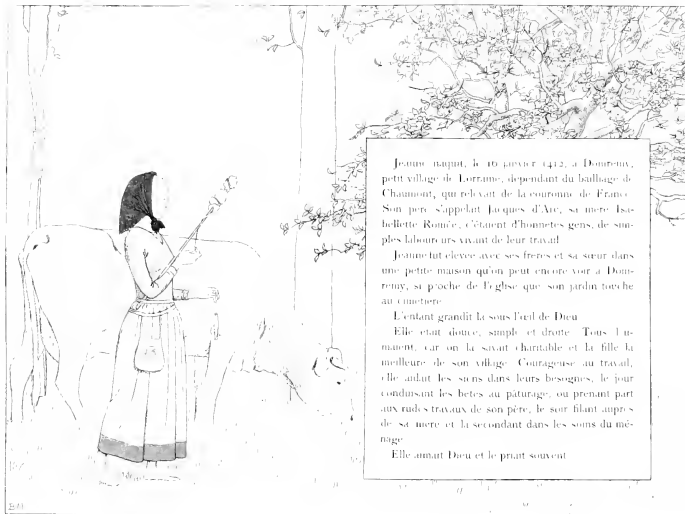 Jeanne naquit, le 16 janvier 1412, à Domremy,
petit village de Lorraine, dépendant du bailliage de
Chaumont, qui relevait de la couronne de France.
Son père s'appelait Jacques d'Arc, sa mère Isa-
bellette Romée, c'étaient d'honnêtes gens, de sim-
ples laboureurs vivant de leur travail.
Jeanne fut élevée avec ses frères et sa sœur dans
une petite maison qu'on peut encore voir à Dom-
remy, si proche de l'église que son jardin touche
au cimetière.
L'enfant grandit là sous l'œil de Dieu.
Elle était douce, simple et droite. Tous l'ai-
maient, car on la savait charitable et la fille la
meilleure de son village. Courageuse au travail,
elle aidait les siens dans leurs besognes, le jour
conduisant les bêtes au pâturage, ou prenant part
aux rudes travaux de son père, le soir filant auprès
de sa mère et la secondant dans les soins du mé-
nage.
Elle aimait Dieu et le priait souvent.